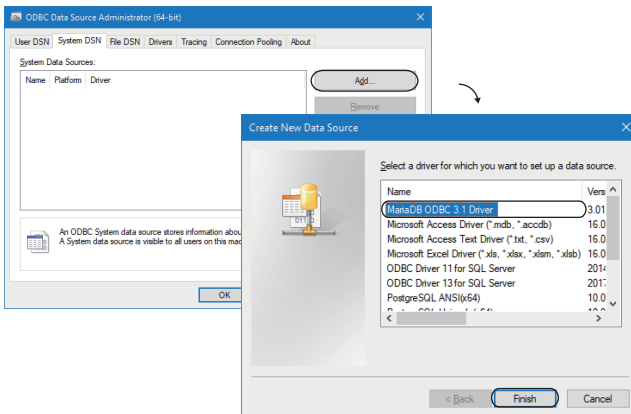 ODBC Data Source Administrator (64-bit)
User DSN System DSN File DSN Drivers Tracing Connection Pooling About
System Data Sources:
Name Platform Driver
Add...
Remove
An ODBC System data source stores information abou
A System data source is visible to all users on this mac
OK
Create New Data Source
Select a driver for which you want to set up a data source.
Name Vers
MariaDB ODBC 3.1 Driver 3.01
Microsoft Access Driver (*.mdb, *.accdb) 16.0
Microsoft Access Text Driver (*.txt, *.csv) 16.0
Microsoft Excel Driver (*.xls, *.xlsx, *.xlsm, *.xlsb) 16.0
ODBC Driver 11 for SQL Server 2014
ODBC Driver 13 for SQL Server 2017
PostgreSQL ANSI(x64) 10.0
< Back Finish Cancel